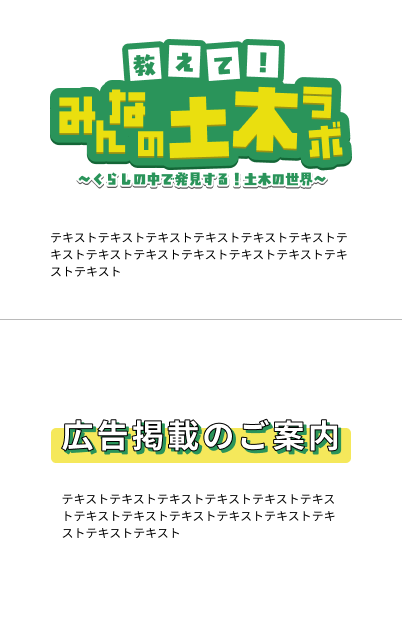 教えて！
みんなの土木ラボ
～くらしの中で発見する！土木の世界～
テキストテキストテキストテキストテキストテキストテ
キストテキストテキストテキストテキストテキストテキ
ストテキスト
広告掲載のご案内
テキストテキストテキストテキストテキストテキス
トテキストテキストテキストテキストテキストテキ
ストテキストテキスト